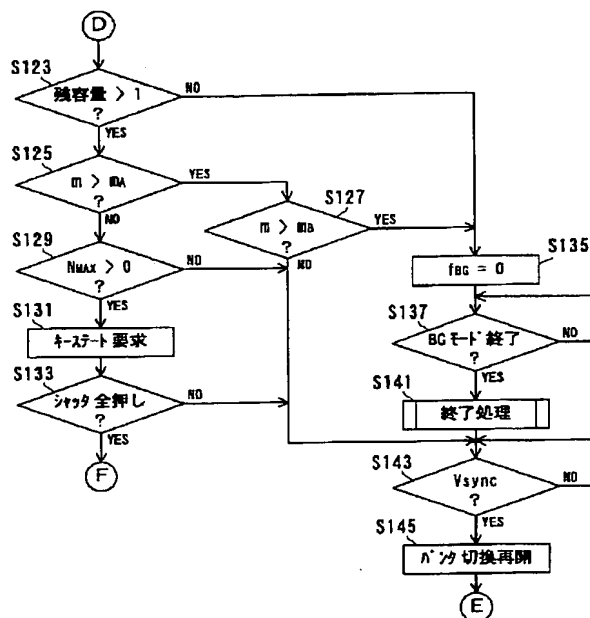 D
S123
残容量 > 1
?
NO
YES
S125
m > mA
?
YES
NO
S127
m > mB
?
YES
NO
S129
NMAX > 0
?
NO
YES
S131
キーステート要求
S133
シャッタ全押し
?
NO
YES
F
S135
fBG = 0
S137
BGモード終了
?
NO
YES
S141
終了処理
S143
Vsync
?
NO
YES
S145
バンク切換再開
E